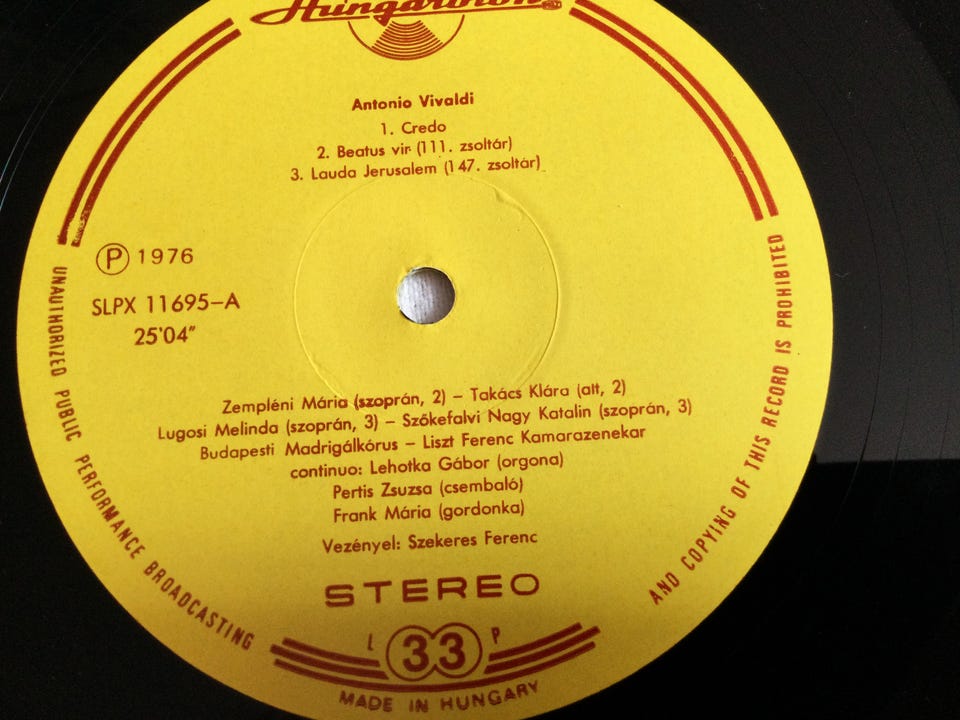 Hungaroton
Antonio Vivaldi
1. Credo
2. Beatus vir (111. zsoltár)
3. Lauda Jerusalem (147. zsoltár)
Ⓟ 1976
SLPX 11695–A
25'04"
Zempléni Mária (szoprán, 2) – Takács Klára (alt, 2)
Lugosi Melinda (szoprán, 3) – Szőkefalvi Nagy Katalin (szoprán, 3)
Budapesti Madrigálkórus – Liszt Ferenc Kamarazenekar
continuo: Lehotka Gábor (orgona)
Pertis Zsuzsa (csembaló)
Frank Mária (gordonka)
Vezényel: Szekeres Ferenc
STEREO
L 33 P
MADE IN HUNGARY
UNAUTHORIZED PUBLIC PERFORMANCE BROADCASTING
AND COPYING OF THIS RECORD IS PROHIBITED